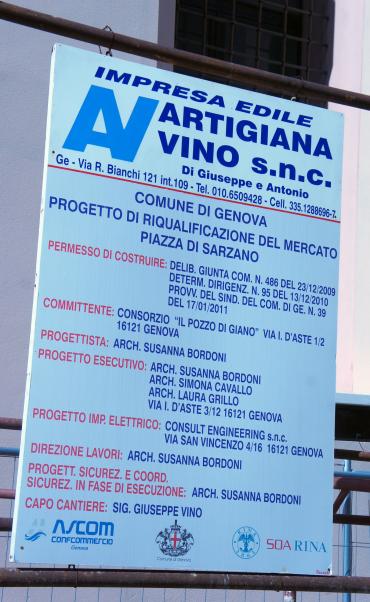 IMPRESA EDILE
AV ARTIGIANA
VINO s.n.c.
Di Giuseppe e Antonio
Ge - Via R. Bianchi 121 int.109 - Tel. 010.6509428 - Cell. 335.1288696-7.
COMUNE DI GENOVA
PROGETTO DI RIQUALIFICAZIONE DEL MERCATO
PIAZZA DI SARZANO
PERMESSO DI COSTRUIRE: DELIB. GIUNTA COM. N. 486 DEL 23/12/2009
DETERM. DIRIGENZ. N. 95 DEL 13/12/2010
PROVV. DEL SIND. DEL COM. DI GE. N. 39
DEL 17/01/2011
COMMITTENTE: CONSORZIO "IL POZZO DI GIANO" VIA I. D'ASTE 1/2
16121 GENOVA
PROGETTISTA: ARCH. SUSANNA BORDONI
PROGETTO ESECUTIVO: ARCH. SUSANNA BORDONI
ARCH. SIMONA CAVALLO
ARCH. LAURA GRILLO
VIA I. D'ASTE 3/12 16121 GENOVA
PROGETTO IMP. ELETTRICO: CONSULT ENGINEERING s.n.c.
VIA SAN VINCENZO 4/16 16121 GENOVA
DIREZIONE LAVORI: ARCH. SUSANNA BORDONI
PROGETT. SICUREZ. E COORD.
SICUREZ. IN FASE DI ESECUZIONE: ARCH. SUSANNA BORDONI
CAPO CANTIERE: SIG. GIUSEPPE VINO
ASCOM
CONFCOMMERCIO
Genova
Comune di Genova
SOA RINA